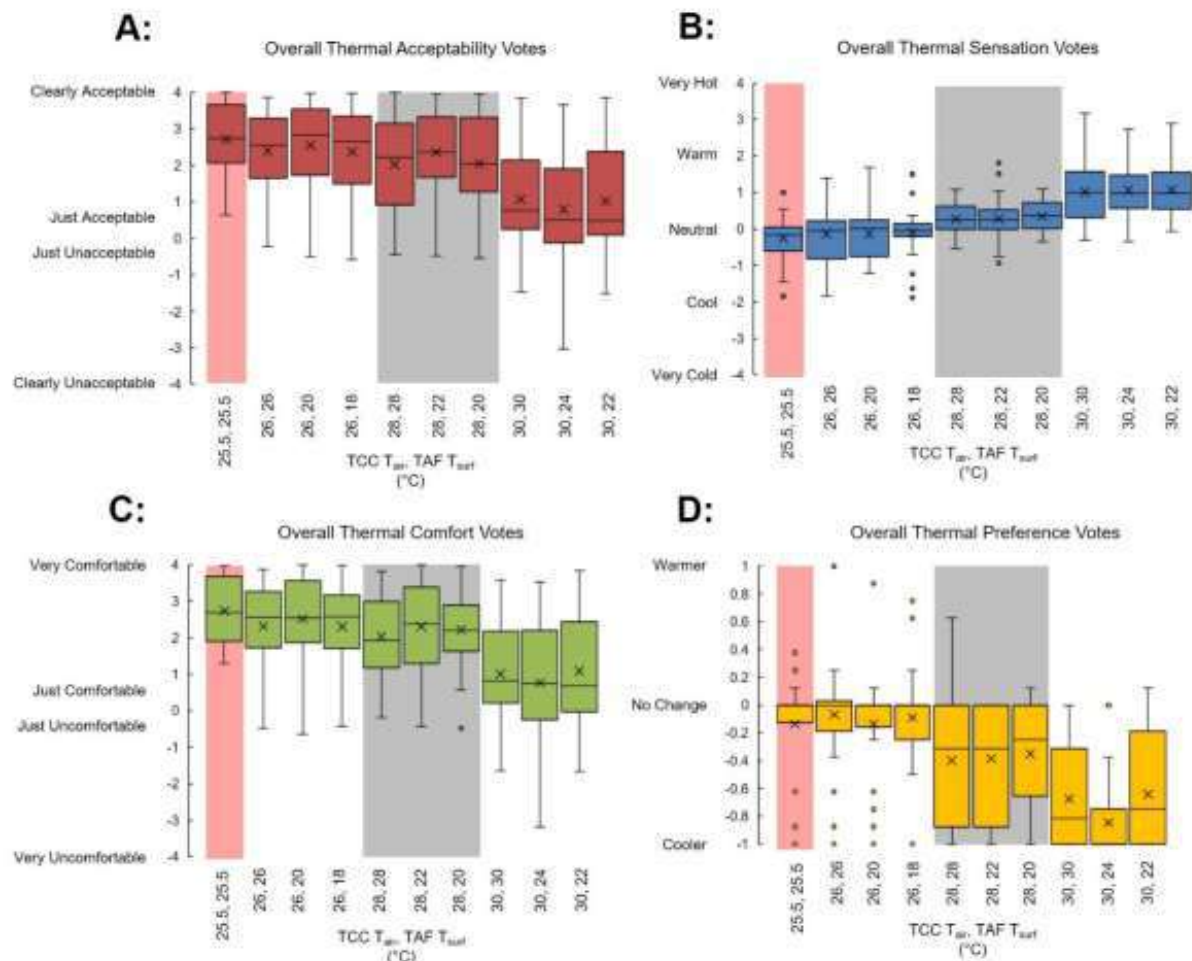 A:
Overall Thermal Acceptability Votes
Clearly Acceptable
Just Acceptable
Just Unacceptable
Clearly Unacceptable
4
3
2
1
0
-1
-2
-3
-4
25.5, 25.5
26, 26
26, 20
26, 18
28, 28
28, 22
28, 20
30, 30
30, 24
30, 22
TCC Tair, TAF Tsurf
(°C)
B:
Overall Thermal Sensation Votes
Very Hot
Warm
Neutral
Cool
Very Cold
4
3
2
1
0
-1
-2
-3
-4
25.5, 25.5
26, 26
26, 20
26, 18
28, 28
28, 22
28, 20
30, 30
30, 24
30, 22
TCC Tair, TAF Tsurf
(°C)
C:
Overall Thermal Comfort Votes
Very Comfortable
Just Comfortable
Just Uncomfortable
Very Uncomfortable
4
3
2
1
0
-1
-2
-3
-4
25.5, 25.5
26, 26
26, 20
26, 18
28, 28
28, 22
28, 20
30, 30
30, 24
30, 22
TCC Tair, TAF Tsurf
(°C)
D:
Overall Thermal Preference Votes
Warmer
No Change
Cooler
1
0.8
0.6
0.4
0.2
0
-0.2
-0.4
-0.6
-0.8
-1
25.5, 25.5
26, 26
26, 20
26, 18
28, 28
28, 22
28, 20
30, 30
30, 24
30, 22
TCC Tair, TAF Tsurf
(°C)